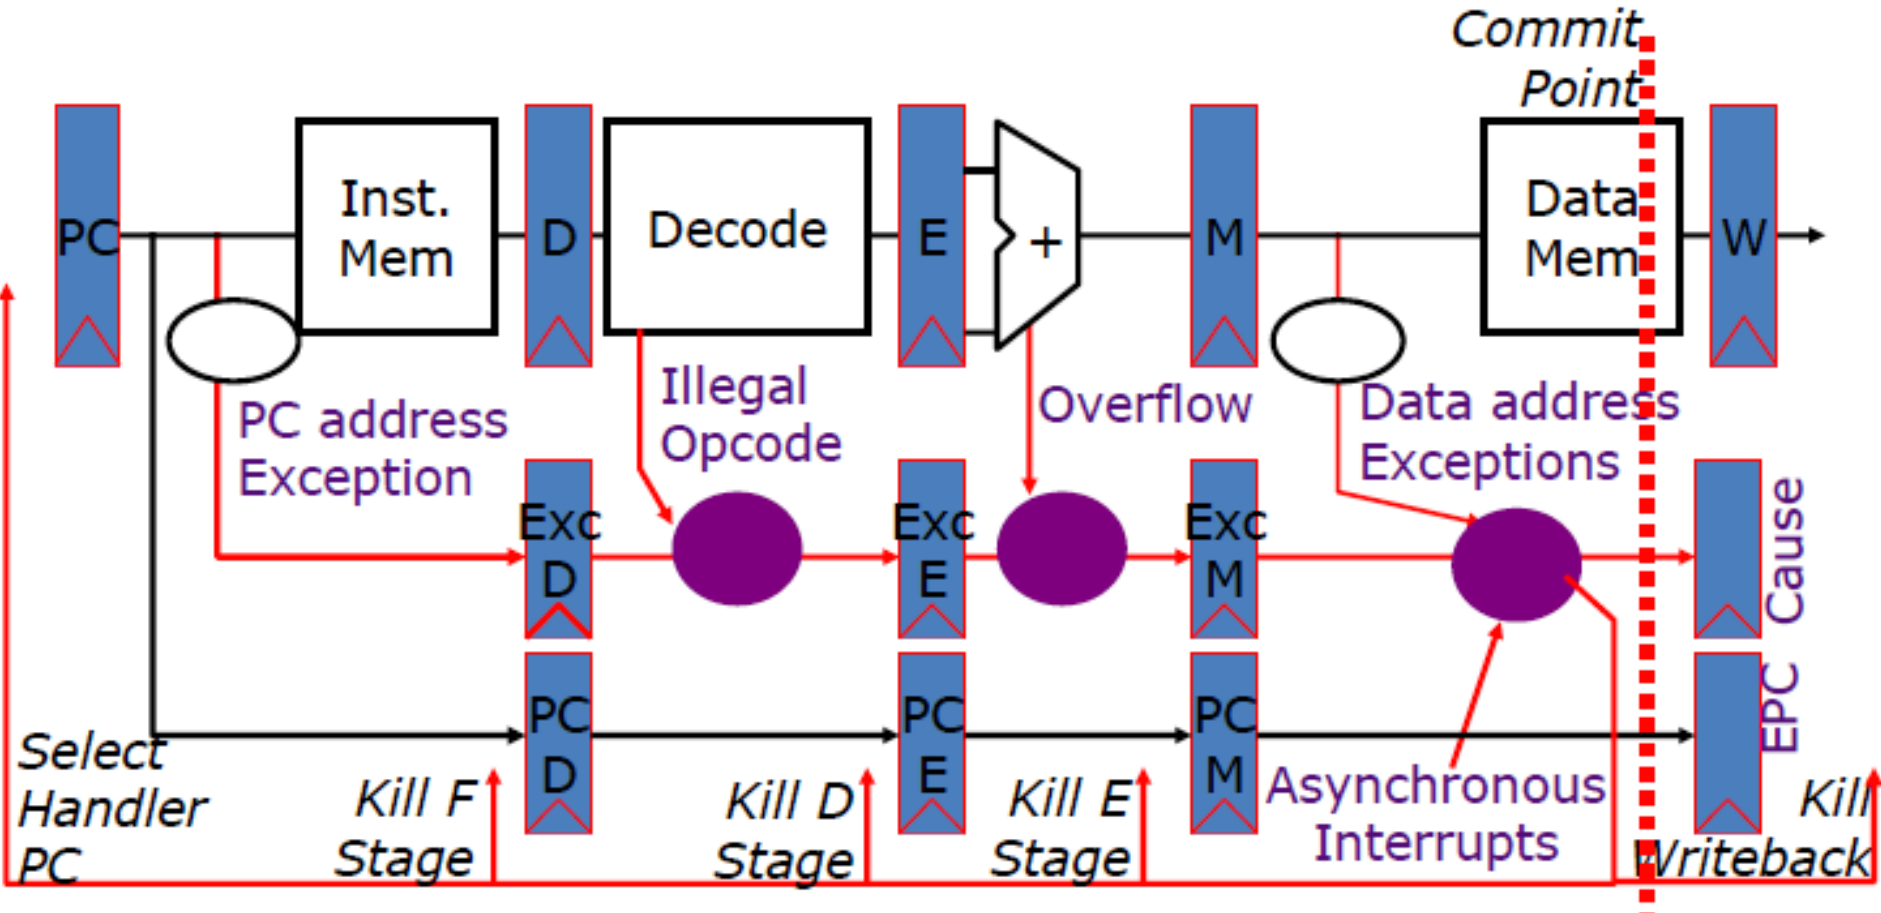 Commit
Point
PC
Inst.
Mem
D
Decode
E
+
M
Data
Mem
W
PC address
Exception
Illegal
Opcode
Overflow
Data address
Exceptions
Exc
D
Exc
E
Exc
M
Cause
PC
D
PC
E
PC
M
EPC
Select
Handler
PC
Kill F
Stage
Kill D
Stage
Kill E
Stage
Asynchronous
Interrupts
Kill
Writeback